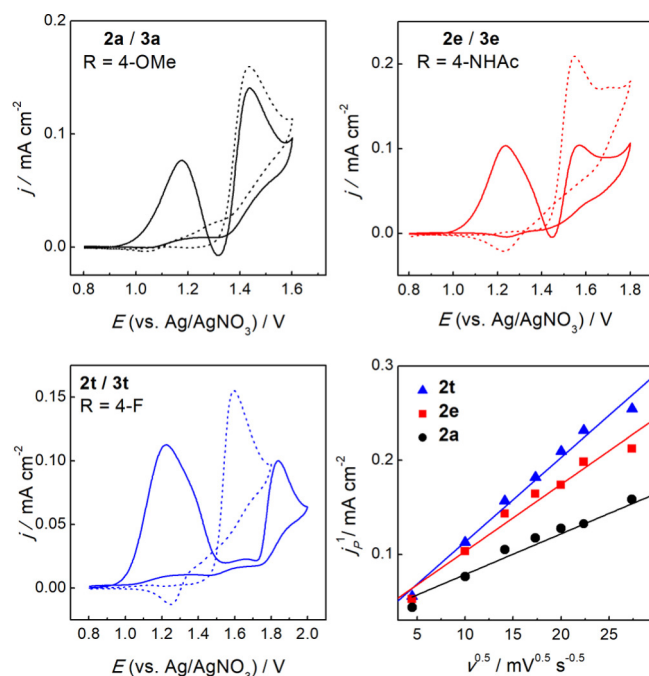 2a / 3a
R = 4-OMe
0.1
0.0
j / mA cm⁻²
0.8 1.0 1.2 1.4 1.6
E (vs. Ag/AgNO₃) / V
2e / 3e
R = 4-NHAc
0.2
0.1
0.0
j / mA cm⁻²
0.8 1.0 1.2 1.4 1.6 1.8
E (vs. Ag/AgNO₃) / V
2t / 3t
R = 4-F
0.15
0.10
0.05
0.00
j / mA cm⁻²
0.8 1.0 1.2 1.4 1.6 1.8 2.0
E (vs. Ag/AgNO₃) / V
2t
2e
2a
0.3
0.2
0.1
jₚ¹/ mA cm⁻²
5 10 15 20 25
v⁰·⁵ / mV⁰·⁵ s⁻⁰·⁵